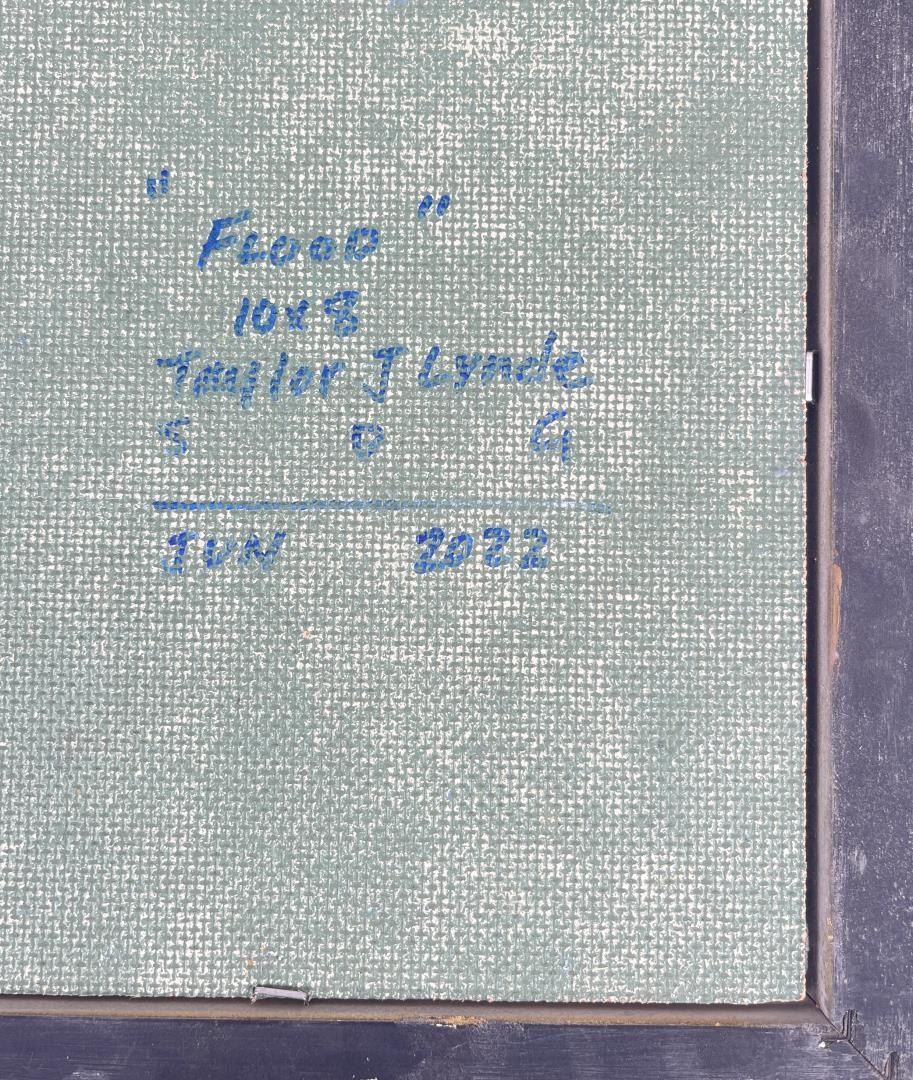 "FLOOD"
10x8
Taylor J Lynde
S O G
JUN 2022